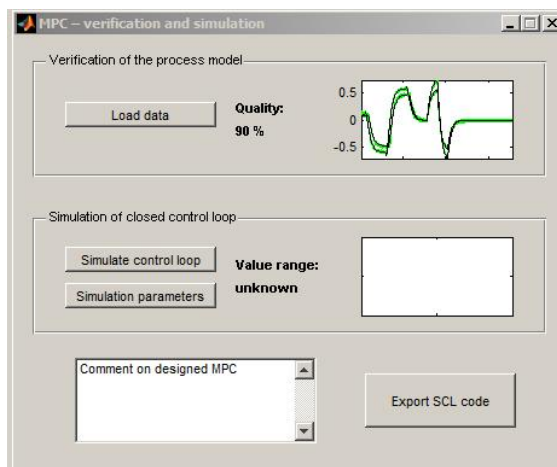 MPC – verification and simulation
Verification of the process model
Load data
Quality:
90 %
0.5
0
-0.5
Simulation of closed control loop
Simulate control loop
Simulation parameters
Value range:
unknown
Comment on designed MPC
Export SCL code